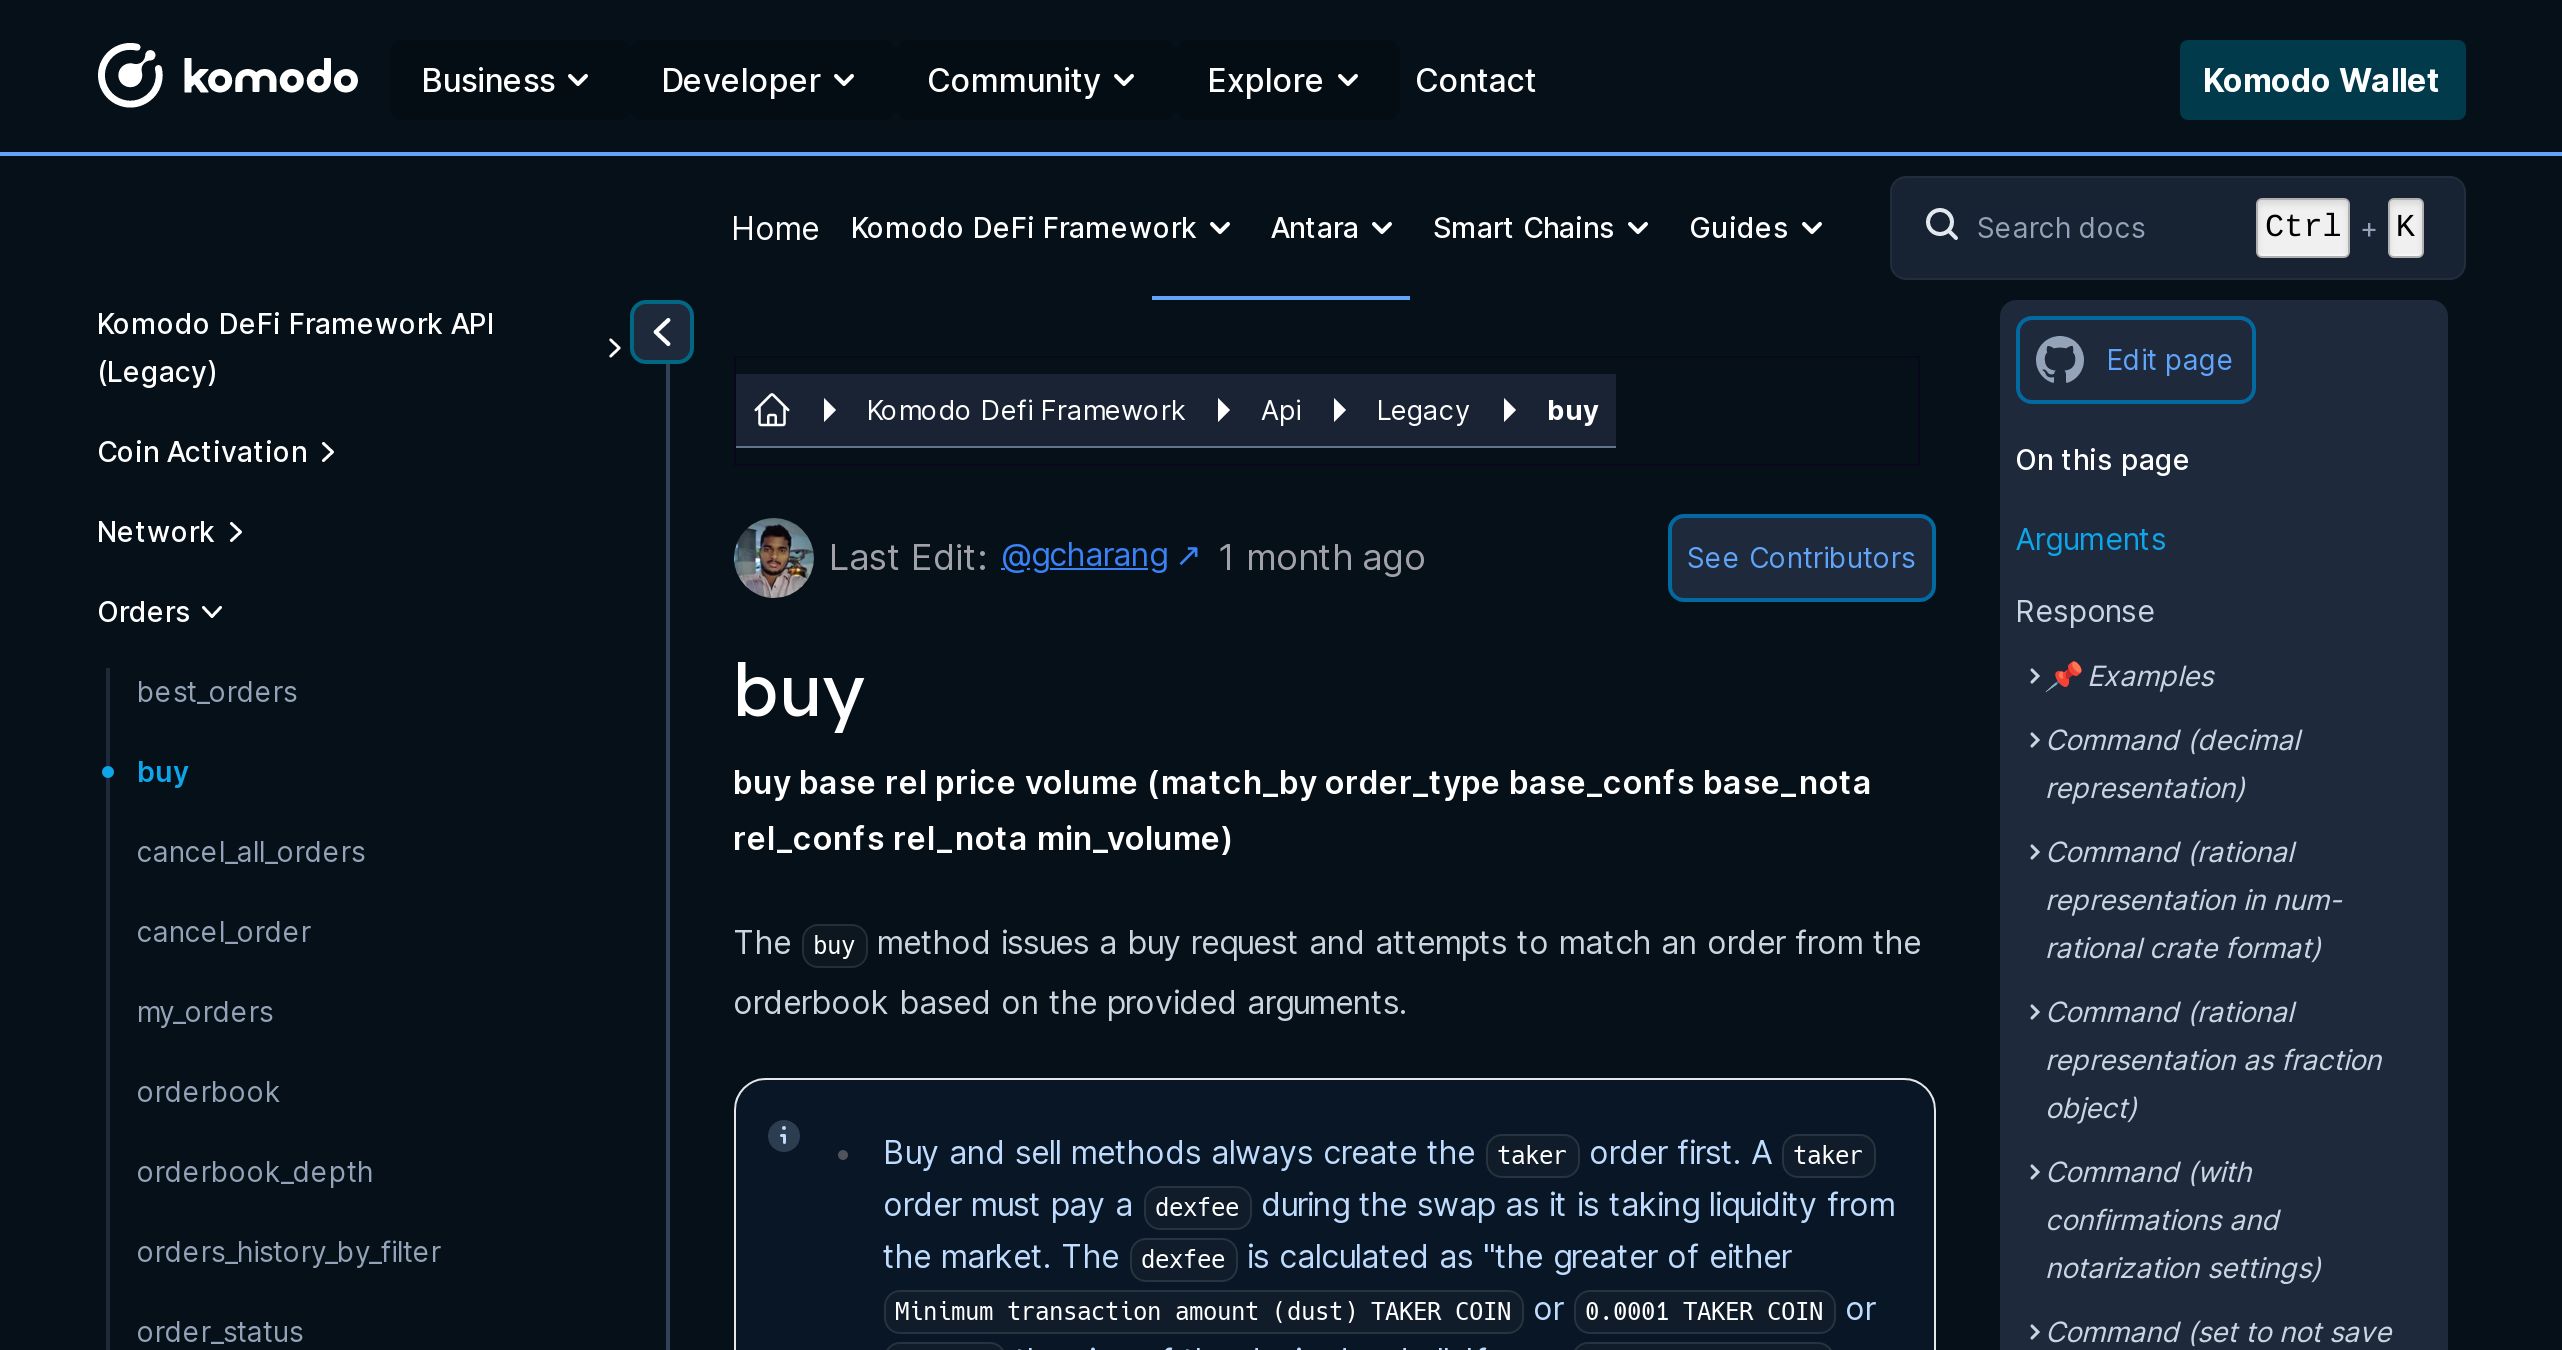 komodo
Business
Developer
Community
Explore
Contact
Komodo Wallet
Home
Komodo DeFi Framework
Antara
Smart Chains
Guides
Search docs
Ctrl + K
Komodo DeFi Framework API
(Legacy)
Coin Activation
Network
Orders
best_orders
buy
cancel_all_orders
cancel_order
my_orders
orderbook
orderbook_depth
orders_history_by_filter
order_status
Komodo Defi Framework
Api
Legacy
buy
Last Edit: @gcharang ↗ 1 month ago
See Contributors
buy
buy base rel price volume (match_by order_type base_confs base_nota
rel_confs rel_nota min_volume)
The buy method issues a buy request and attempts to match an order from the
orderbook based on the provided arguments.
• Buy and sell methods always create the taker order first. A taker
order must pay a dexfee during the swap as it is taking liquidity from
the market. The dexfee is calculated as "the greater of either
Minimum transaction amount (dust) TAKER COIN or 0.0001 TAKER COIN or
Edit page
On this page
Arguments
Response
📌 Examples
Command (decimal
representation)
Command (rational
representation in num-
rational crate format)
Command (rational
representation as fraction
object)
Command (with
confirmations and
notarization settings)
Command (set to not save